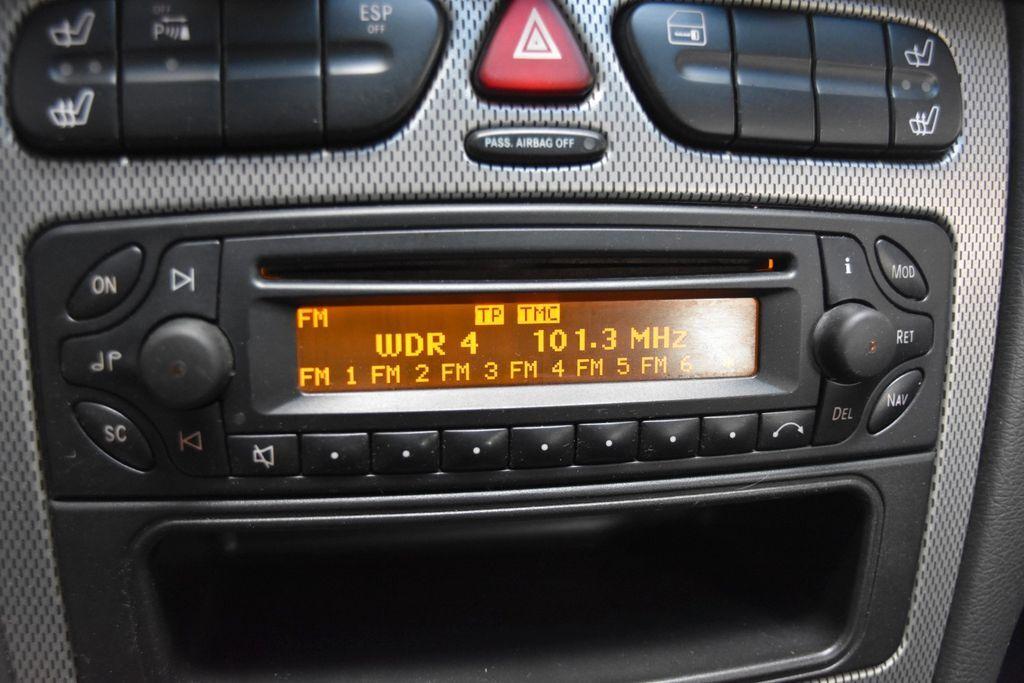 OFF
P
ESP
OFF
PASS. AIRBAG OFF
ON
i
MOD
FM TP TMC
WDR 4 101.3 MHz
RET
FM 1 FM 2 FM 3 FM 4 FM 5 FM 6
NAV
DEL
SC